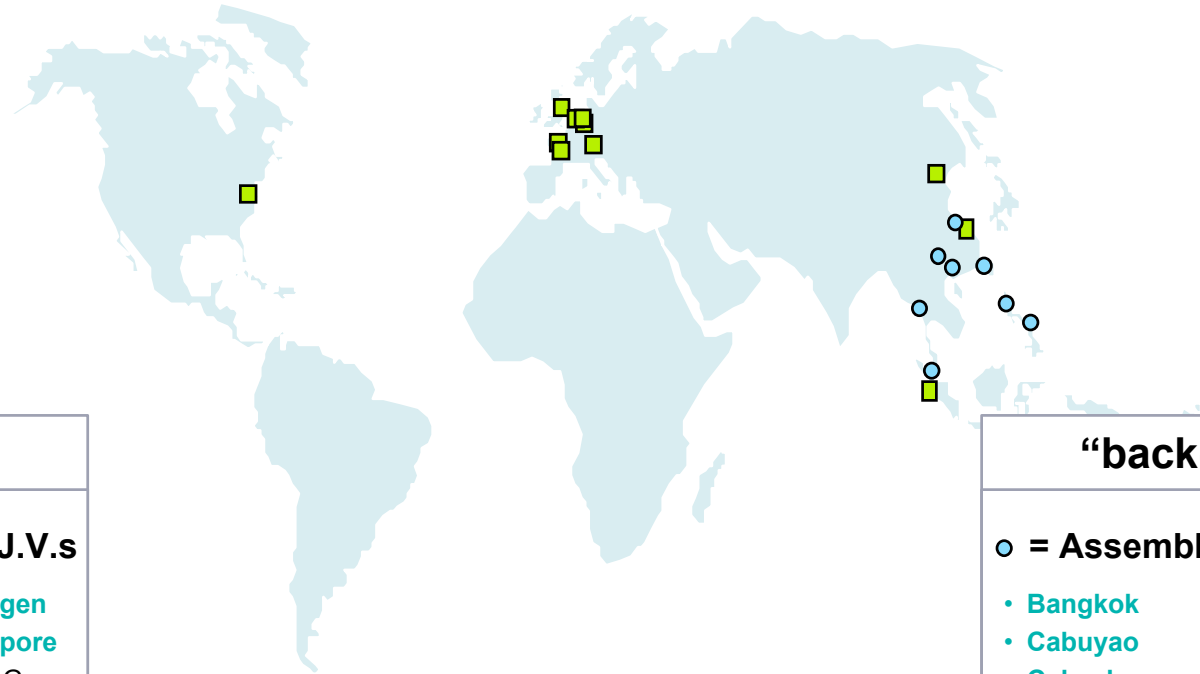 J.V.s
gen
pore
“back
= Assembl
• Bangkok
• Cabuyao